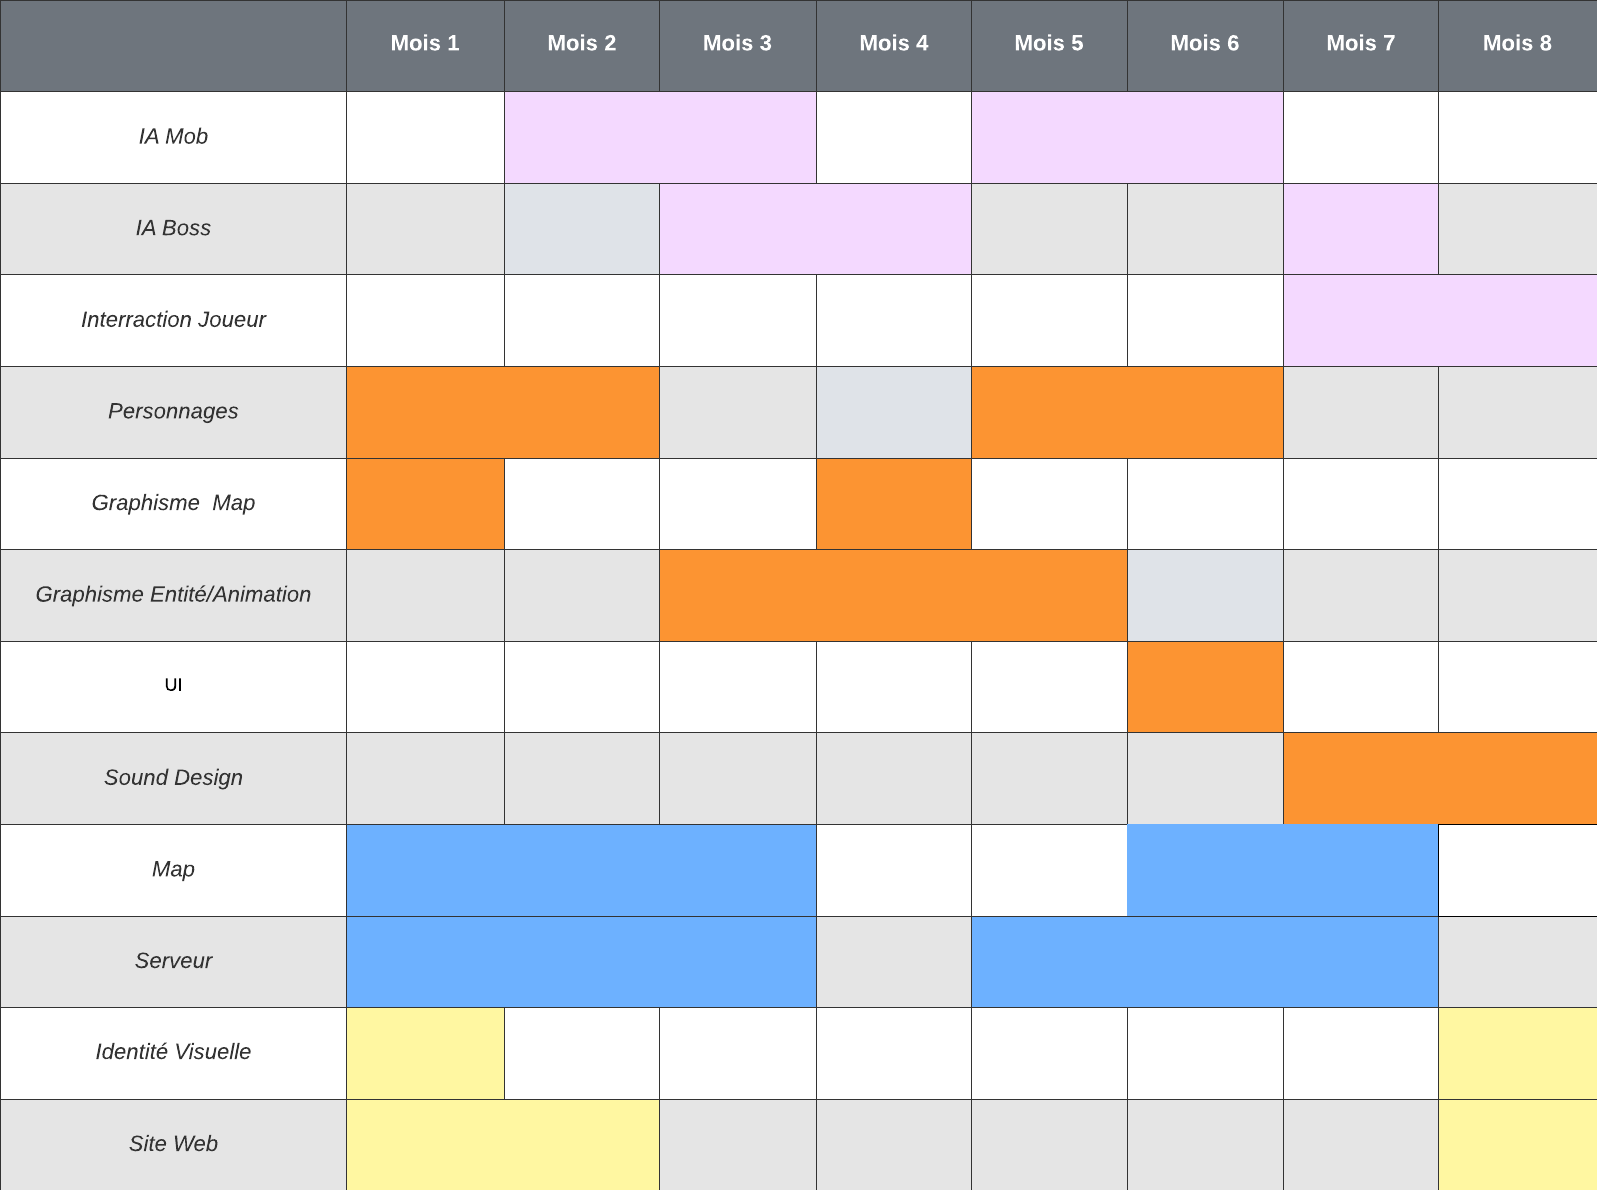 Mois 1 Mois 2 Mois 3 Mois 4 Mois 5 Mois 6 Mois 7 Mois 8
IA Mob
IA Boss
Interraction Joueur
Personnages
Graphisme  Map
Graphisme Entité/Animation
UI
Sound Design
Map
Serveur
Identité Visuelle
Site Web